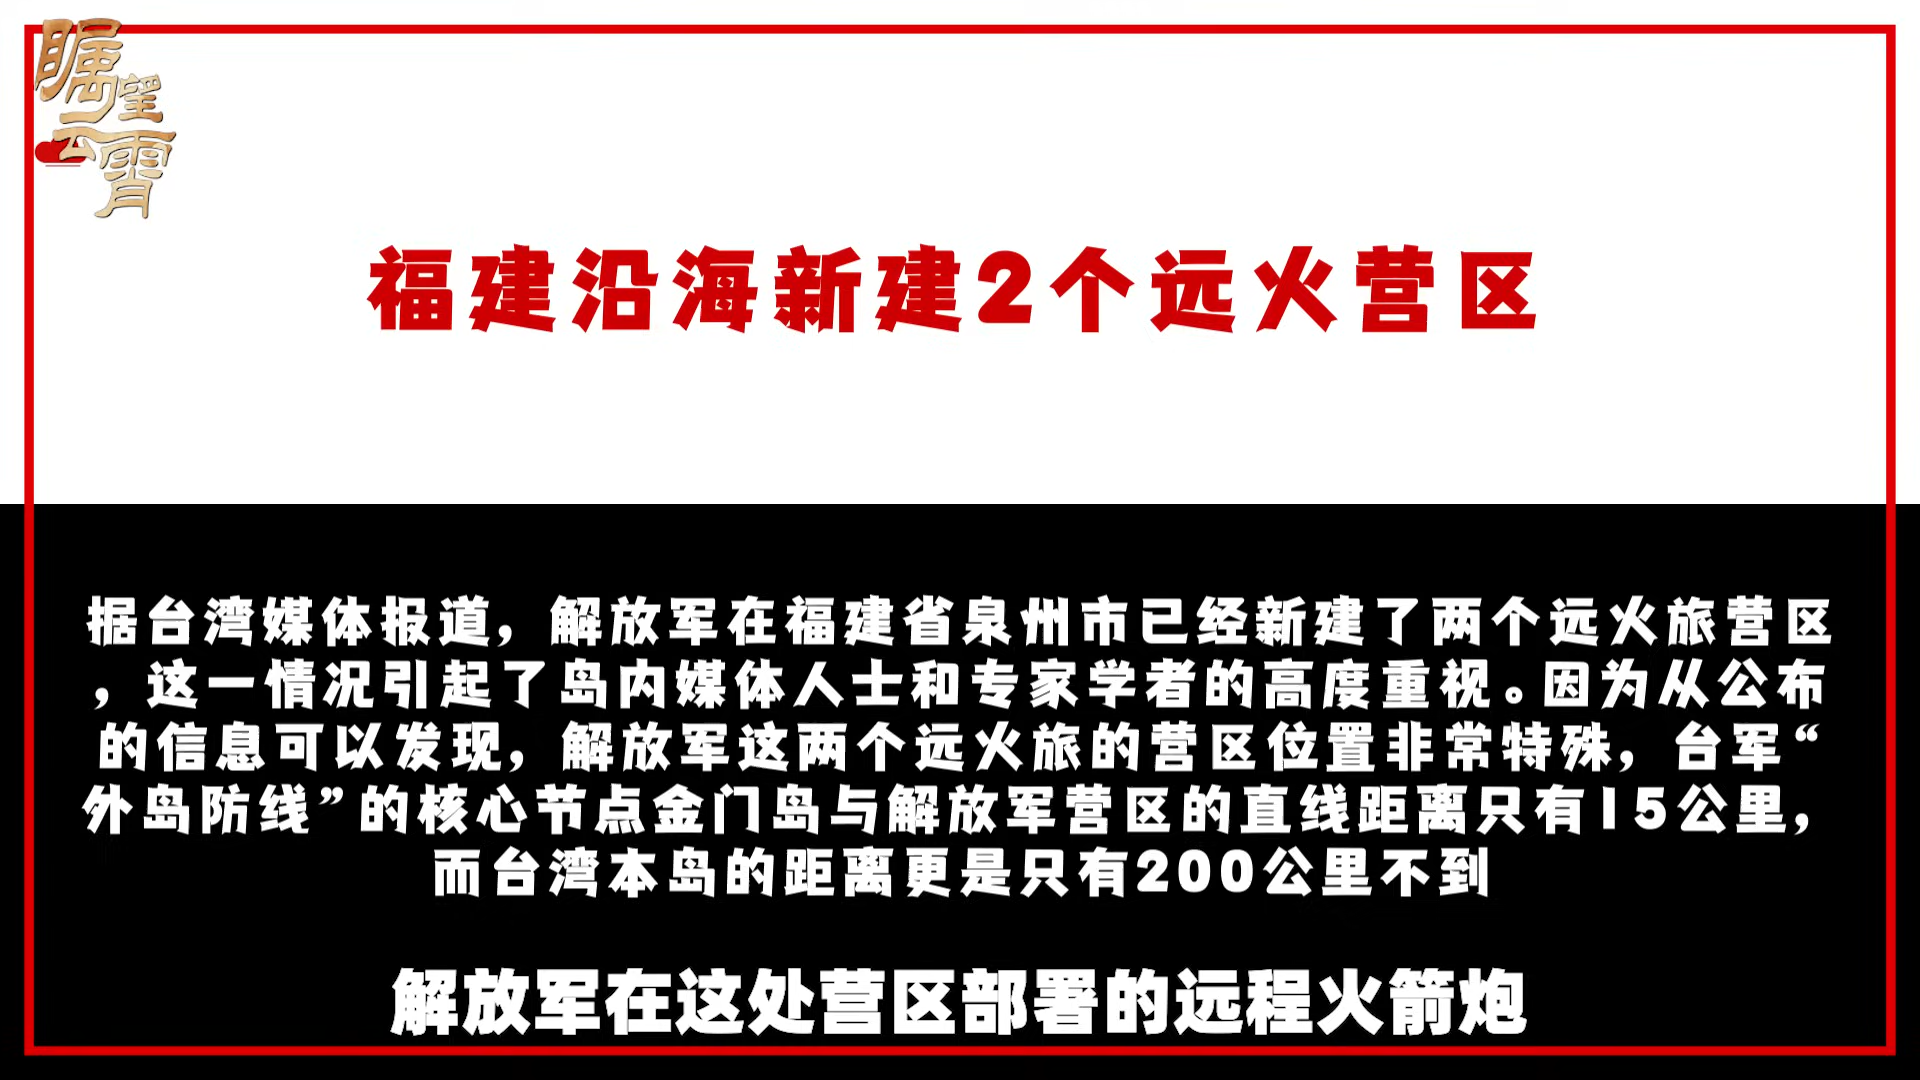 瞩望云霄
福建沿海新建2个远火营区
据台湾媒体报道，解放军在福建省泉州市已经新建了两个远火旅营区
，这一情况引起了岛内媒体人士和专家学者的高度重视。因为从公布
的信息可以发现，解放军这两个远火旅的营区位置非常特殊，台军“
外岛防线”的核心节点金门岛与解放军营区的直线距离只有15公里，
而台湾本岛的距离更是只有200公里不到
解放军在这处营区部署的远程火箭炮